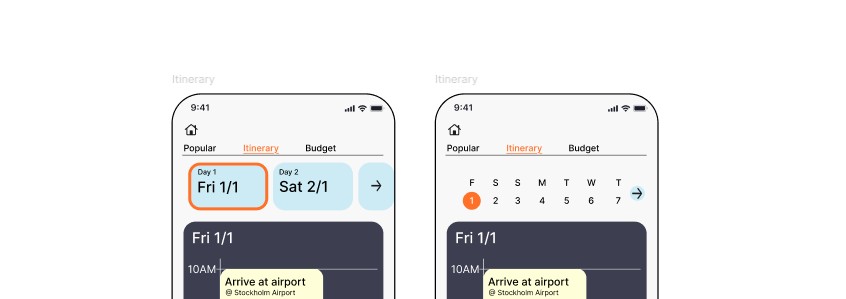 Itinerary
9:41
Popular Itinerary Budget
Day 1
Fri 1/1
Day 2
Sat 2/1
Fri 1/1
10AM
Arrive at airport
@ Stockholm Airport
Itinerary
9:41
Popular Itinerary Budget
F S S M T W T
1 2 3 4 5 6 7
Fri 1/1
10AM
Arrive at airport
@ Stockholm Airport